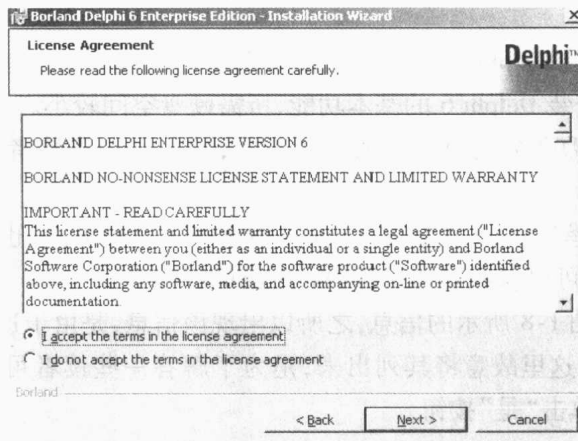 Borland Delphi 6 Enterprise Edition - Installation Wizard
License Agreement
Please read the following license agreement carefully.
Delphi™
BORLAND DELPHI ENTERPRISE VERSION 6
BORLAND NO-NONSENSE LICENSE STATEMENT AND LIMITED WARRANTY
IMPORTANT - READ CAREFULLY
This license statement and limited warranty constitutes a legal agreement ("License
Agreement") between you (either as an individual or a single entity) and Borland
Software Corporation ("Borland") for the software product ("Software") identified
above, including any software, media, and accompanying on-line or printed
documentation.
I accept the terms in the license agreement
I do not accept the terms in the license agreement
Borland
< Back
Next >
Cancel